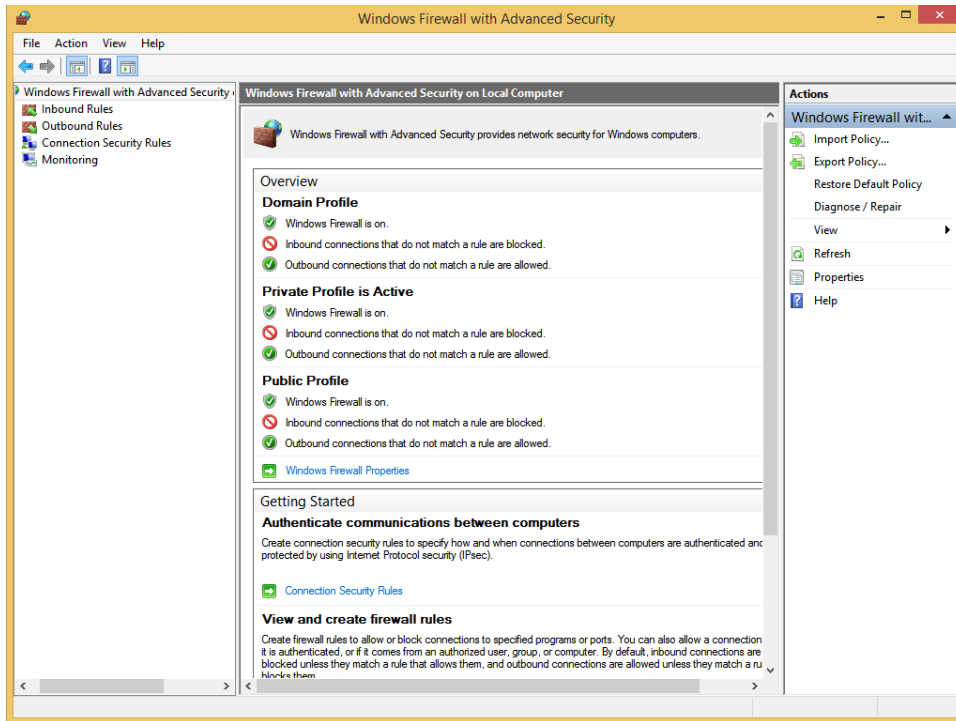 Windows Firewall with Advanced Security
File Action View Help
Windows Firewall with Advanced Security
Inbound Rules
Outbound Rules
Connection Security Rules
Monitoring
Windows Firewall with Advanced Security on Local Computer
Windows Firewall with Advanced Security provides network security for Windows computers.
Overview
Domain Profile
Windows Firewall is on.
Inbound connections that do not match a rule are blocked.
Outbound connections that do not match a rule are allowed.
Private Profile is Active
Windows Firewall is on.
Inbound connections that do not match a rule are blocked.
Outbound connections that do not match a rule are allowed.
Public Profile
Windows Firewall is on.
Inbound connections that do not match a rule are blocked.
Outbound connections that do not match a rule are allowed.
Windows Firewall Properties
Getting Started
Authenticate communications between computers
Create connection security rules to specify how and when connections between computers are authenticated and
protected by using Internet Protocol security (IPsec).
Connection Security Rules
View and create firewall rules
Create firewall rules to allow or block connections to specified programs or ports. You can also allow a connection
it is authenticated, or if it comes from an authorized user, group, or computer. By default, inbound connections are
blocked unless they match a rule that allows them, and outbound connections are allowed unless they match a ru
blocks them
Actions
Windows Firewall wit...
Import Policy...
Export Policy...
Restore Default Policy
Diagnose / Repair
View
Refresh
Properties
Help